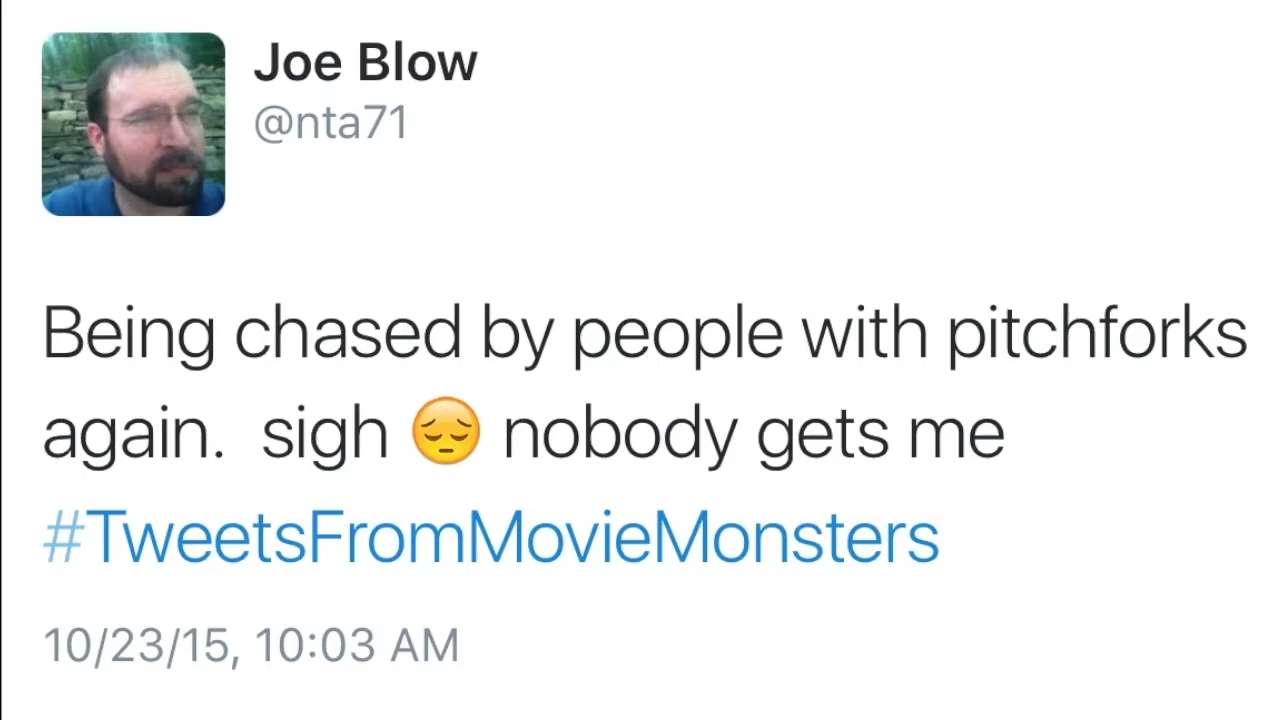 Joe Blow
@nta71
Being chased by people with pitchforks
again.  sigh 😔 nobody gets me
#TweetsFromMovieMonsters
10/23/15, 10:03 AM